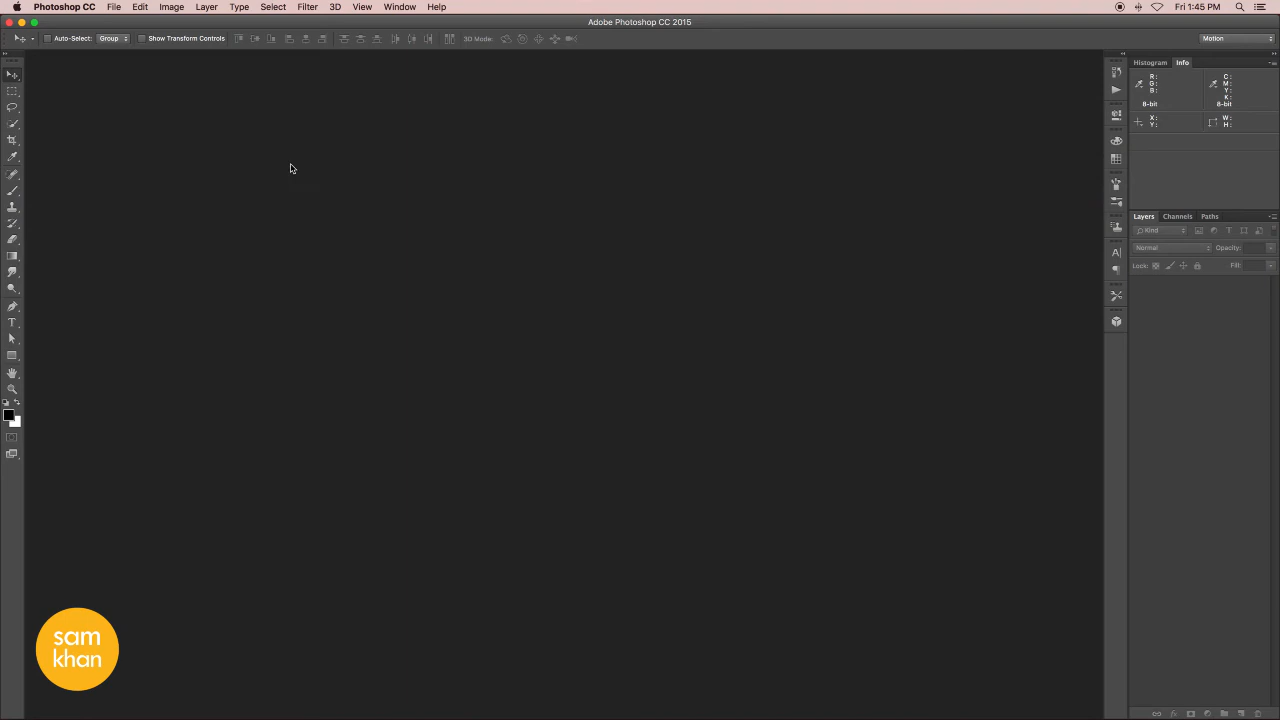 Photoshop CC File Edit Image Layer Type Select Filter 3D View Window Help Fri 1:45 PM
Adobe Photoshop CC 2015
Auto-Select: Group Show Transform Controls 3D Mode: Motion
Histogram Info
R: C:
G: M:
B: Y:
K:
8-bit 8-bit
X: W:
Y: H:
Layers Channels Paths
Kind
Normal Opacity:
Lock: Fill:
sam
khan